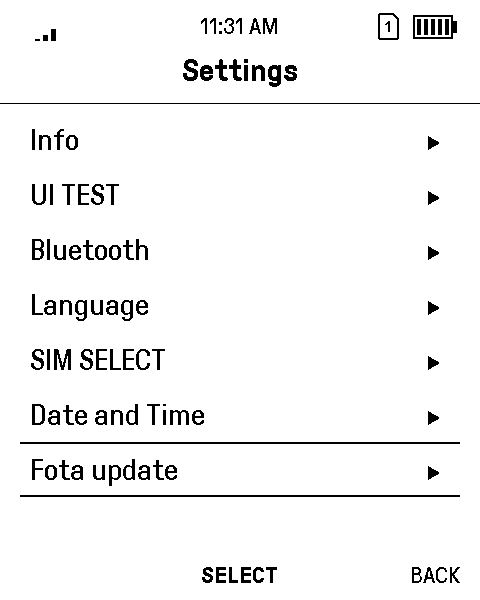 11:31 AM
1
Settings
Info
UI TEST
Bluetooth
Language
SIM SELECT
Date and Time
Fota update
SELECT
BACK